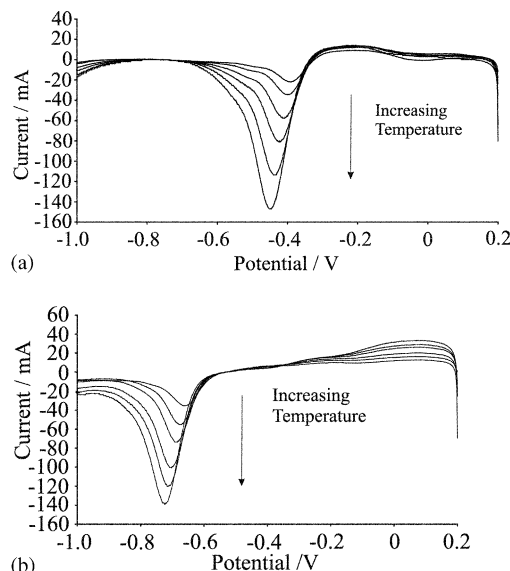 40
20
0
-20
-40
-60
-80
-100
-120
-140
-160
Current / mA
Increasing
Temperature
-1.0 -0.8 -0.6 -0.4 -0.2 0 0.2
(a) Potential / V
60
40
20
0
-20
-40
-60
-80
-100
-120
-140
-160
Current / mA
Increasing
Temperature
-1.0 -0.8 -0.6 -0.4 -0.2 0 0.2
(b) Potential /V